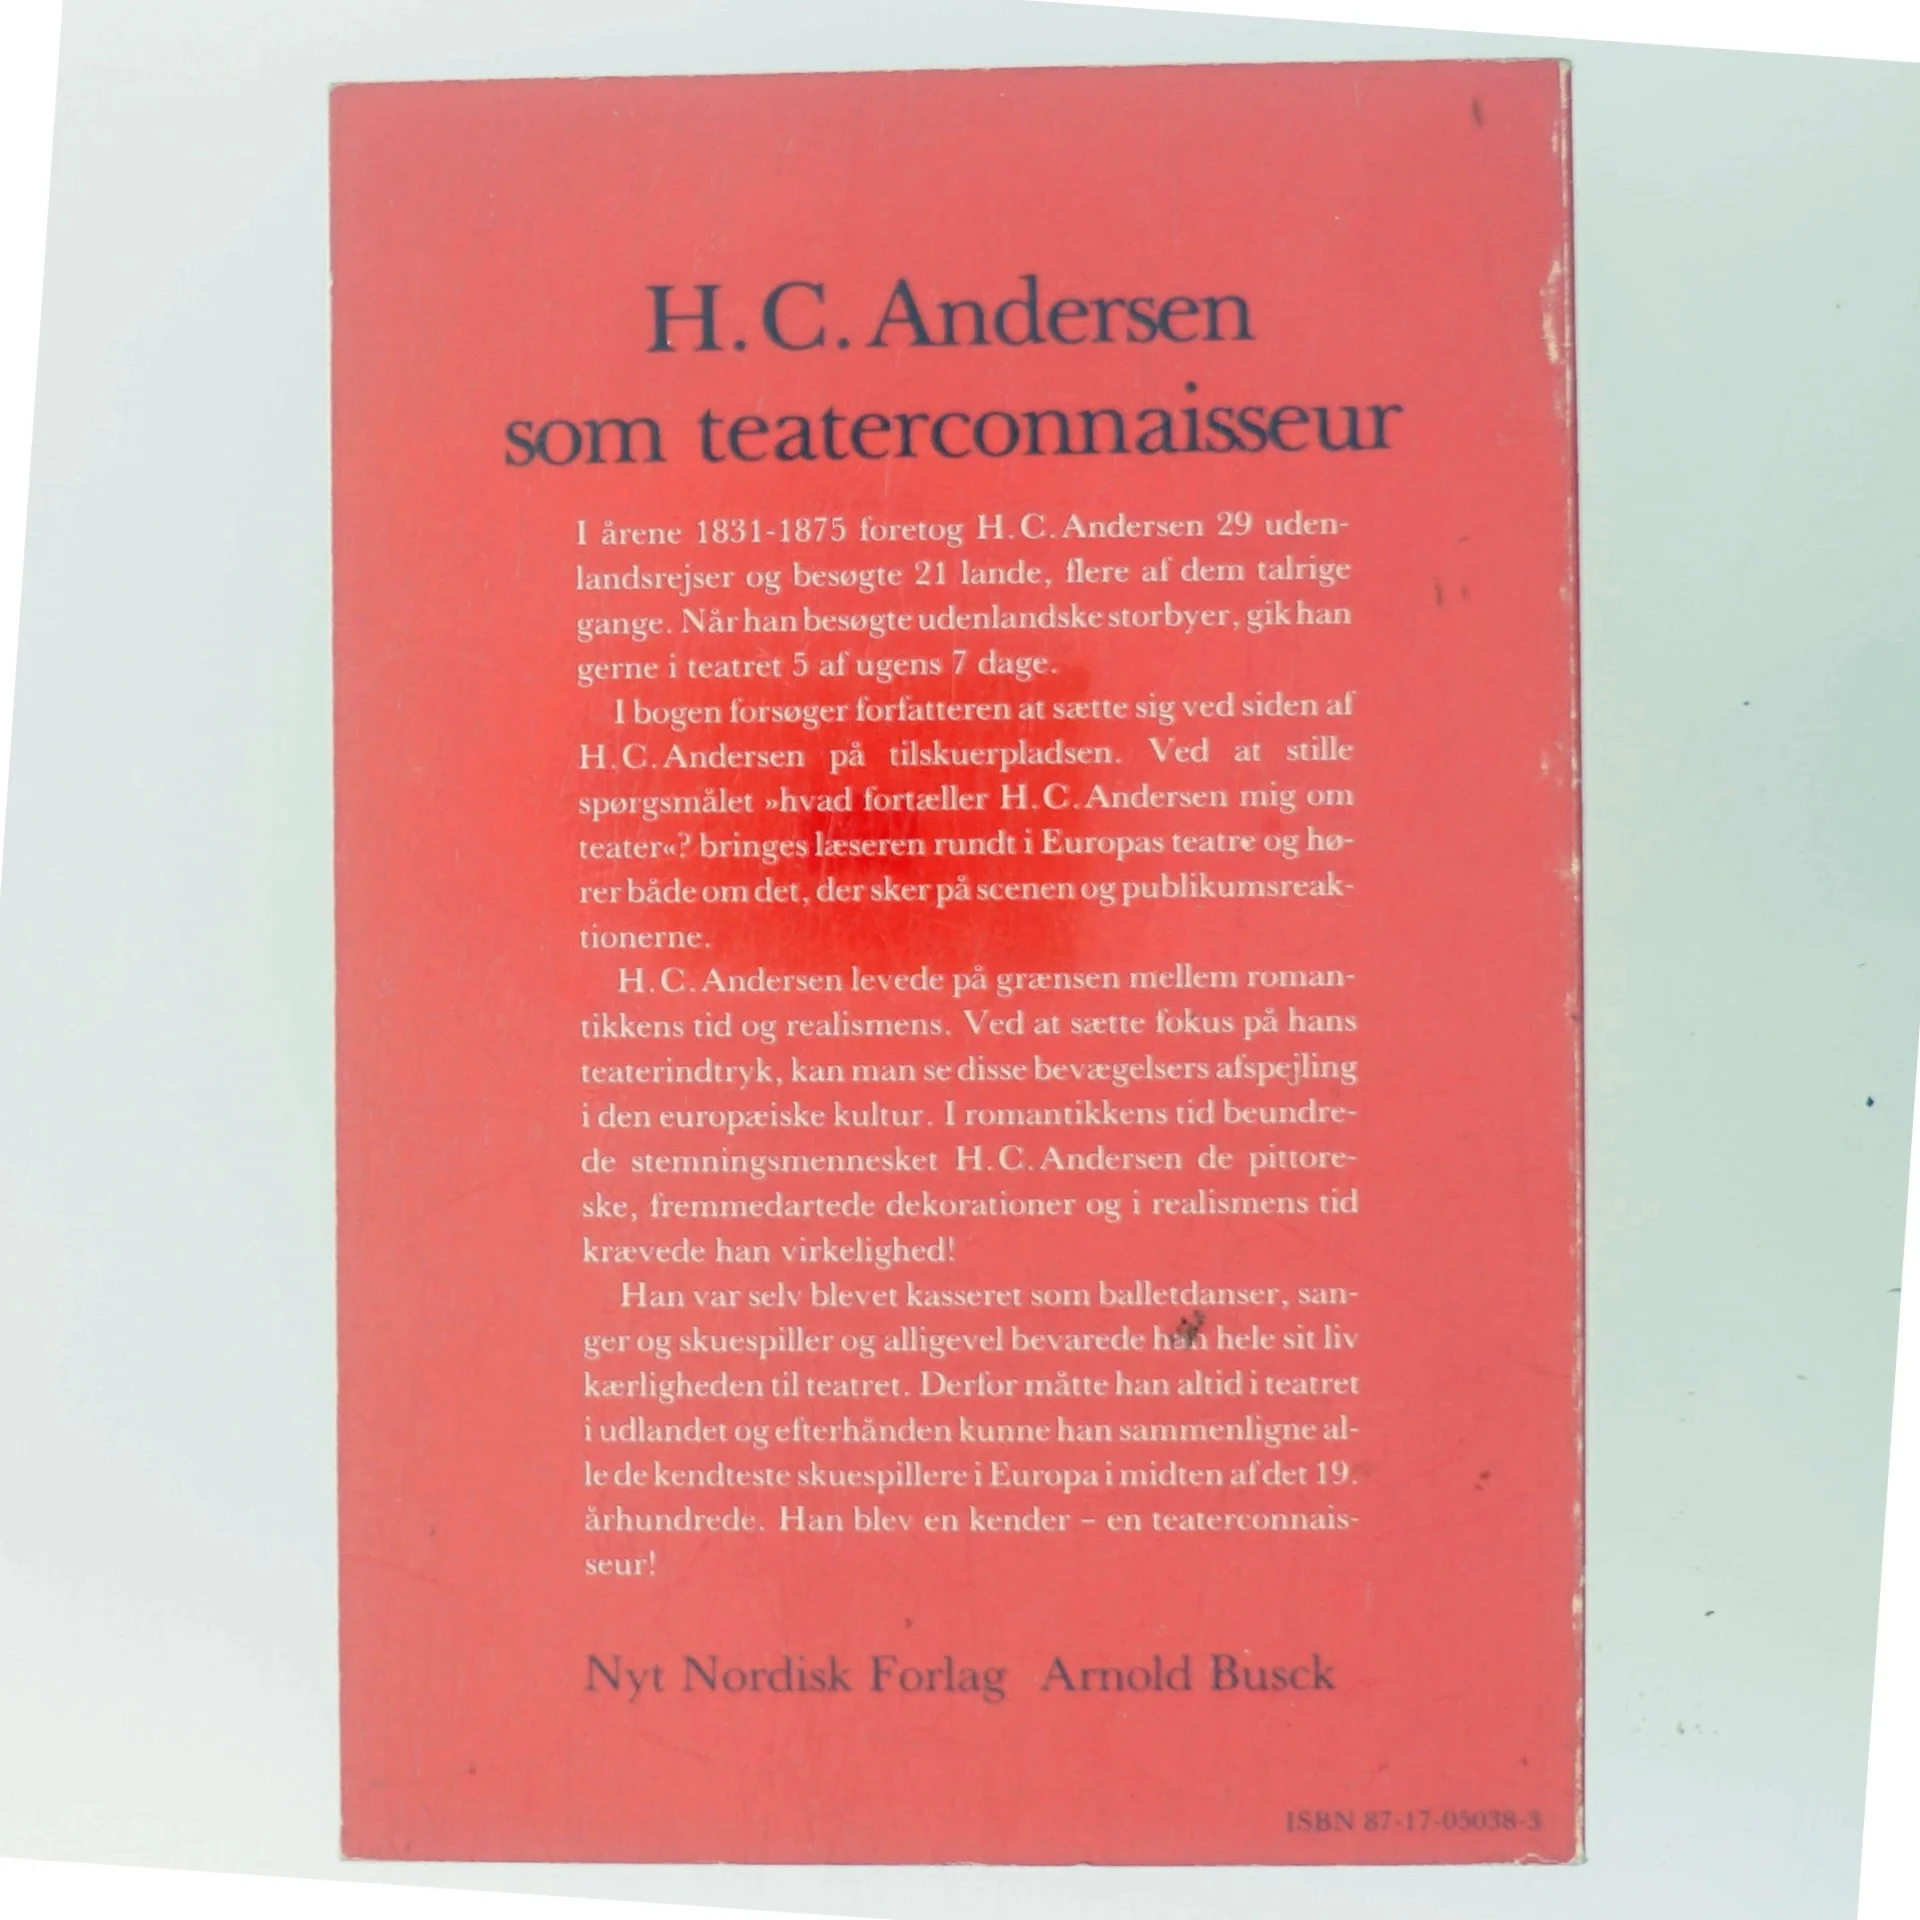 H.C. Andersen
som teaterconnaisseur
I årene 1831-1875 foretog H.C. Andersen 29 uden-
landsrejser og besøgte 21 lande, flere af dem talrige
gange. Når han besøgte udenlandske storbyer, gik han
gerne i teatret 5 af ugens 7 dage.
I bogen forsøger forfatteren at sætte sig ved siden af
H.C. Andersen på tilskuerpladsen. Ved at stille
spørgsmålet »hvad fortæller H.C. Andersen mig om
teater«? bringes læseren rundt i Europas teatre og hø-
rer både om det, der sker på scenen og publikumsreak-
tionerne.
H.C. Andersen levede på grænsen mellem roman-
tikkens tid og realismens. Ved at sætte fokus på hans
teaterindtryk, kan man se disse bevægelsers afspejling
i den europæiske kultur. I romantikkens tid beundre-
de stemningsmennesket H.C. Andersen de pittore-
ske, fremmedartede dekorationer og i realismens tid
krævede han virkelighed!
Han var selv blevet kasseret som balletdanser, san-
ger og skuespiller og alligevel bevarede han hele sit liv
kærligheden til teatret. Derfor måtte han altid i teatret
i udlandet og efterhånden kunne han sammenligne al-
le de kendteste skuespillere i Europa i midten af det 19.
århundrede. Han blev en kender – en teaterconnais-
seur!
Nyt Nordisk Forlag Arnold Busck
ISBN 87-17-05038-3